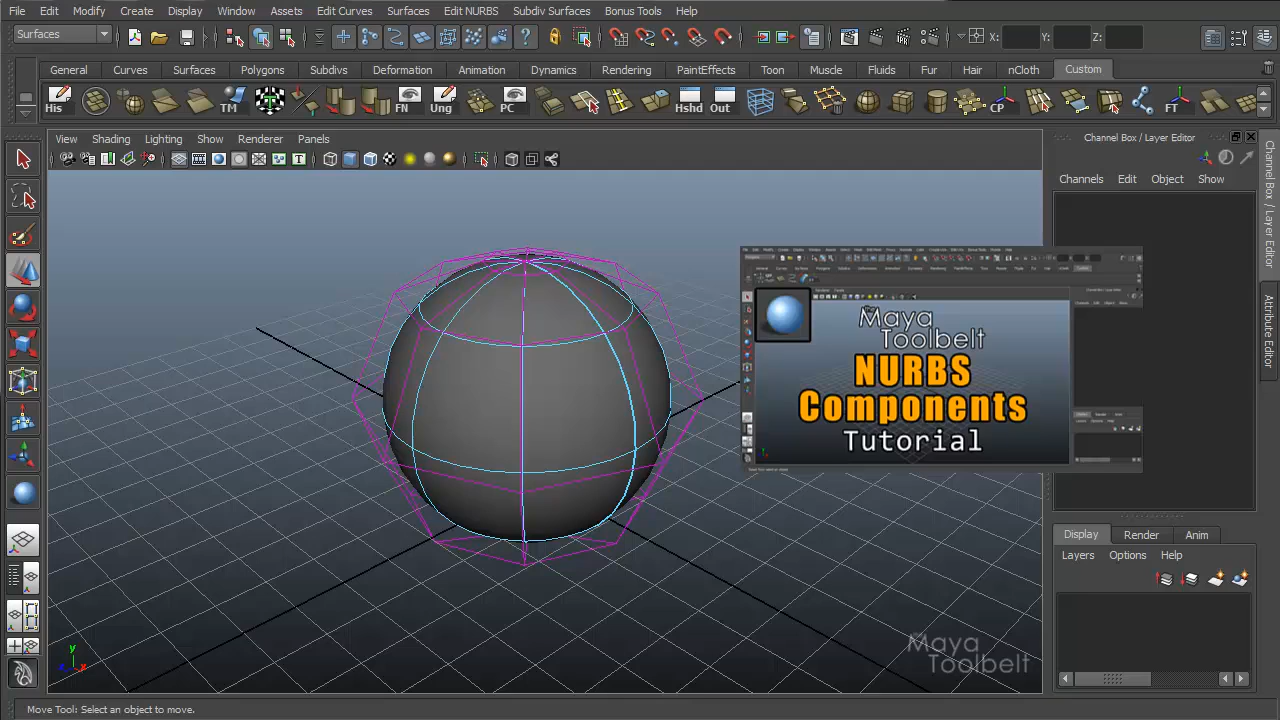 File Edit Modify Create Display Window Assets Edit Curves Surfaces Edit NURBS Subdiv Surfaces Bonus Tools Help
Surfaces X: Y: Z:
General Curves Surfaces Polygons Subdivs Deformation Animation Dynamics Rendering PaintEffects Toon Muscle Fluids Fur Hair nCloth Custom
His TM FN Ung PC Hshd Out CP FT
View Shading Lighting Show Renderer Panels
Channel Box / Layer Editor
Channels Edit Object Show
Channel Box / Layer Editor
Attribute Editor
The Maya
Toolbelt
NURBS
Components
Tutorial
Display Render Anim
Layers Options Help
The Maya
Toolbelt
y
z x
Move Tool: Select an object to move.